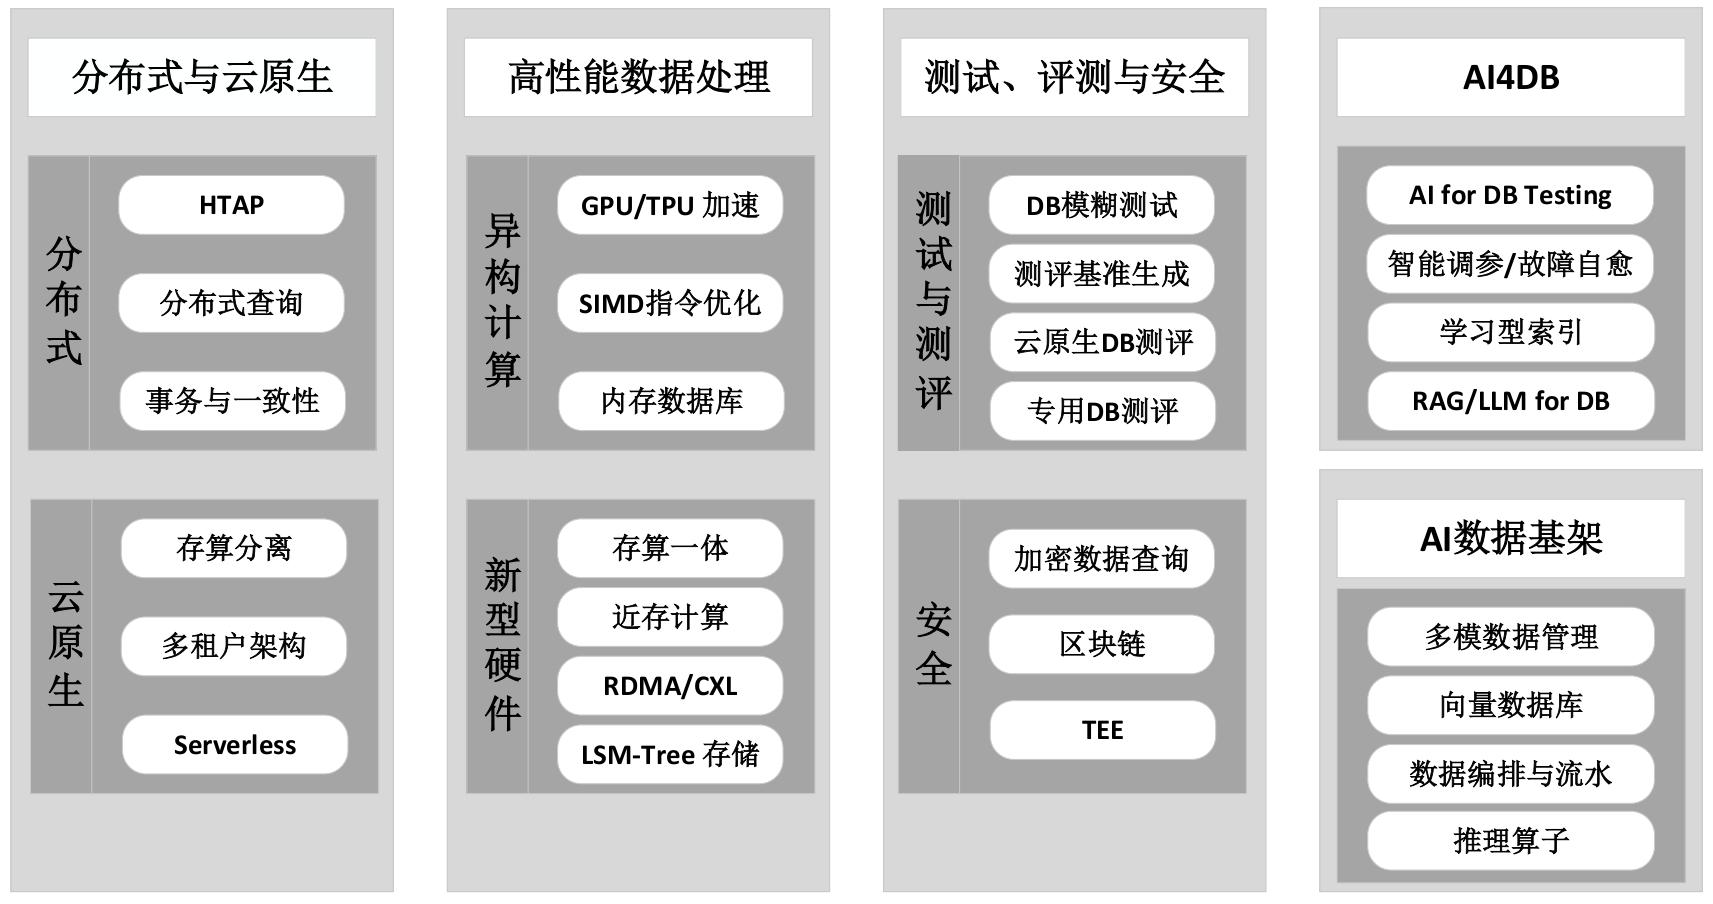 分布式与云原生
分布式
HTAP
分布式查询
事务与一致性
云原生
存算分离
多租户架构
Serverless
高性能数据处理
异构计算
GPU/TPU 加速
SIMD指令优化
内存数据库
新型硬件
存算一体
近存计算
RDMA/CXL
LSM-Tree 存储
测试、评测与安全
测试与测评
DB模糊测试
测评基准生成
云原生DB测评
专用DB测评
安全
加密数据查询
区块链
TEE
AI4DB
AI for DB Testing
智能调参/故障自愈
学习型索引
RAG/LLM for DB
AI数据基架
多模数据管理
向量数据库
数据编排与流水
推理算子